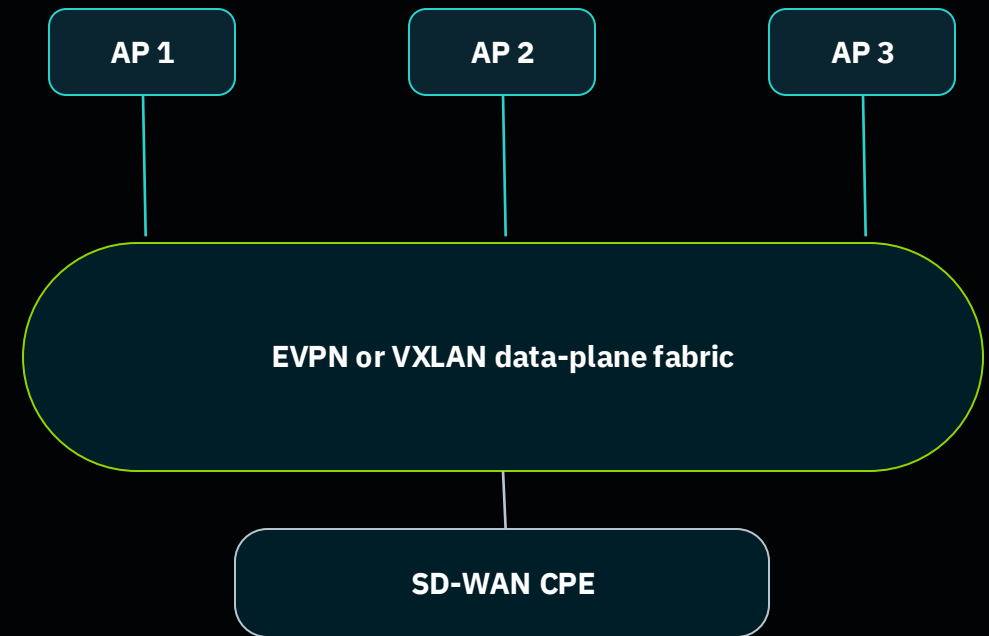 AP 1
AP 2
AP 3
EVPN or VXLAN data-plane fabric
SD-WAN CPE